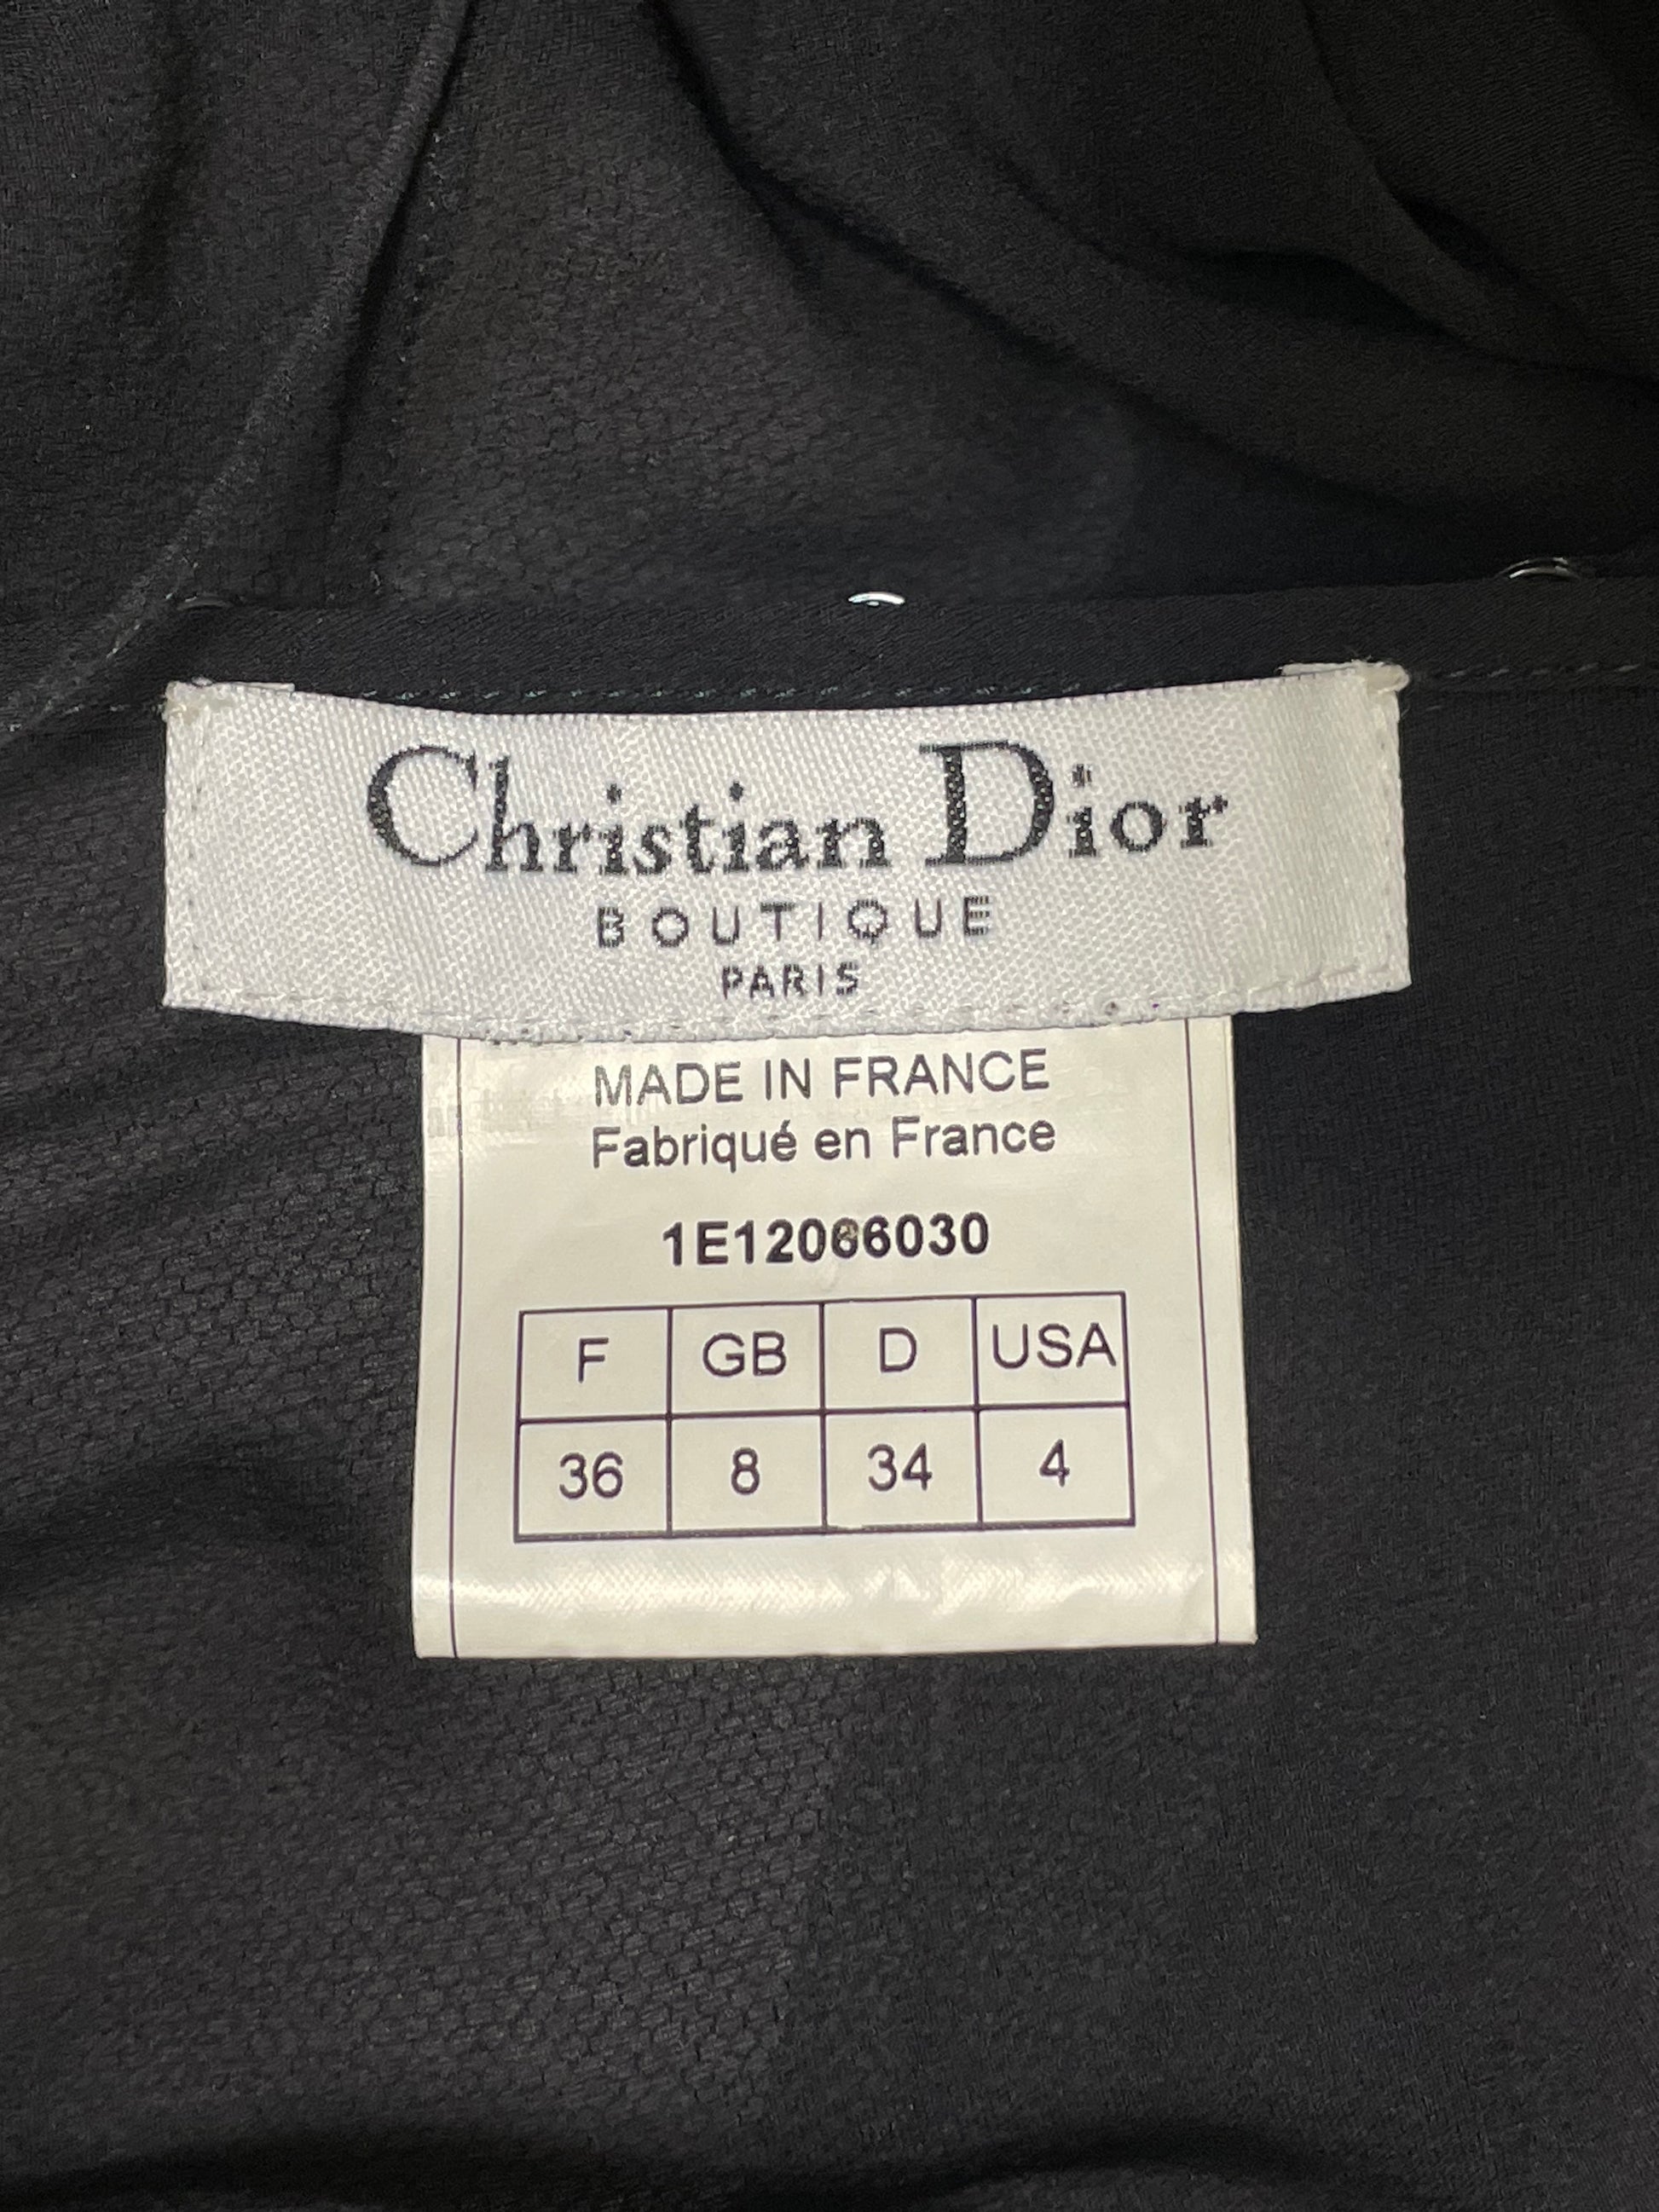 Christian Dior
BOUTIQUE
PARIS
MADE IN FRANCE
Fabriqué en France
1E12066030
F GB D USA
36 8 34 4